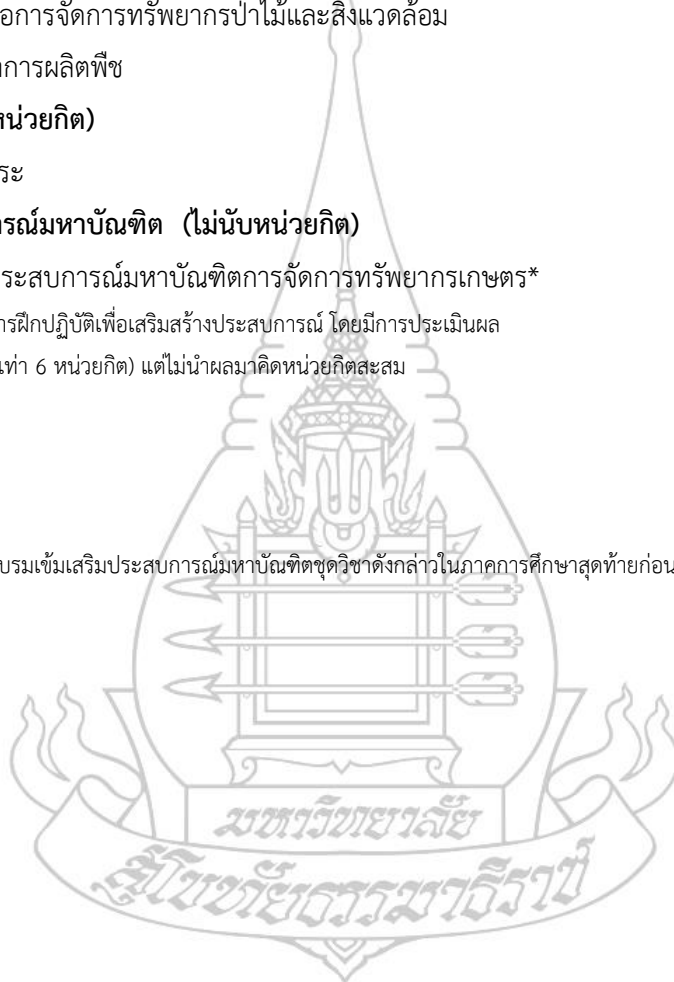 อการจัดการทรัพยากรป่าไม้และสิ่งแวดล้อม
การผลิตพืช
หน่วยกิต)
ระ
รณ์มหาบัณฑิต (ไม่นับหน่วยกิต)
ประสบการณ์มหาบัณฑิตการจัดการทรัพยากรเกษตร*
ารฝึกปฏิบัติเพื่อเสริมสร้างประสบการณ์ โดยมีการประเมินผล
เท่า 6 หน่วยกิต) แต่ไม่นำผลมาคิดหน่วยกิตสะสม
บรมเข้มเสริมประสบการณ์มหาบัณฑิตชุดวิชาดังกล่าวในภาคการศึกษาสุดท้ายก่อน
มหาวิทยาลัย
สุโขทัยธรรมาธิราช